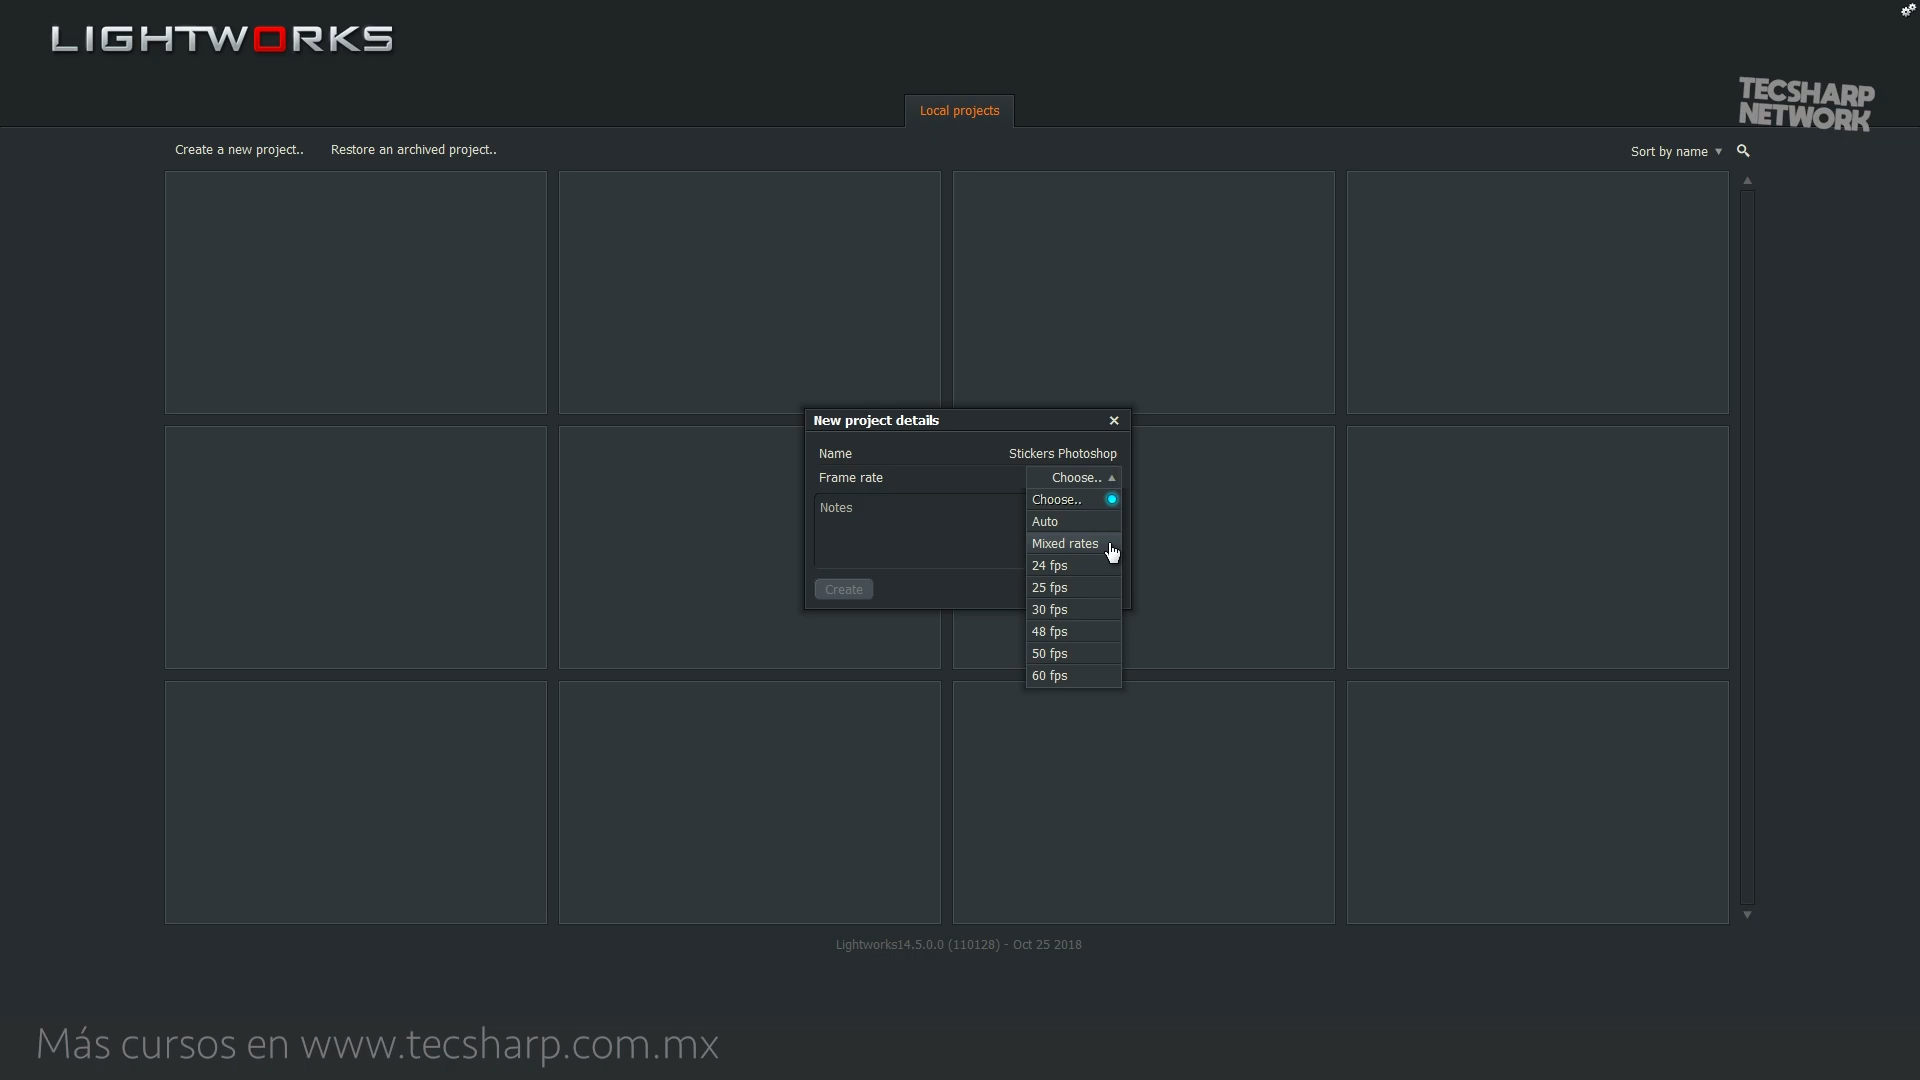 LIGHTWORKS
TECSHARP
NETWORK
Local projects
Create a new project.. Restore an archived project..
Sort by name
New project details
Name Stickers Photoshop
Frame rate Choose..
Notes
Choose..
Auto
Mixed rates
24 fps
25 fps
30 fps
48 fps
50 fps
60 fps
Create
Lightworks14.5.0.0 (110128) - Oct 25 2018
Más cursos en www.tecsharp.com.mx